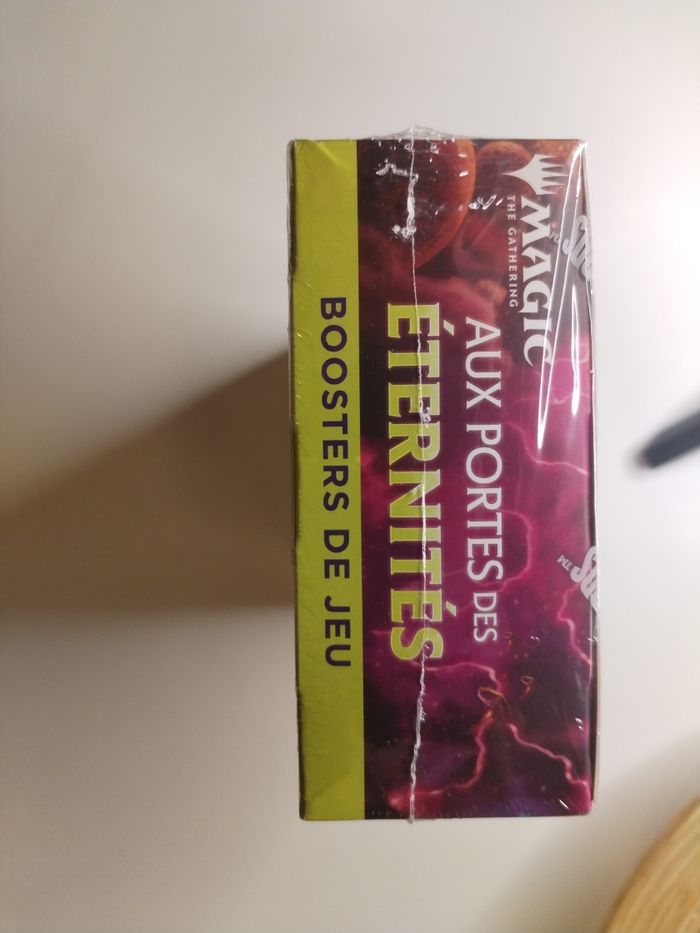 MAGIC
THE GATHERING
AUX PORTES DES
ÉTERNITÉS
BOOSTERS DE JEU